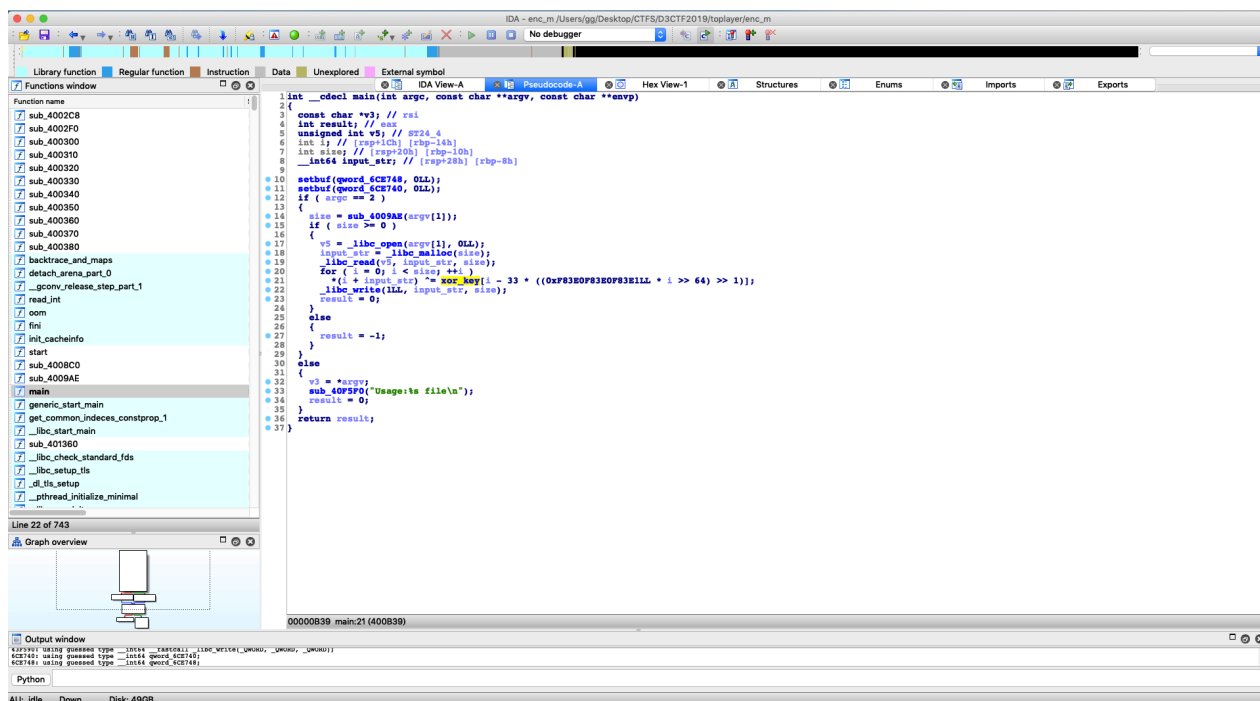 IDA - enc_m /Users/gg/Desktop/CTFS/D3CTF2019/toplayer/enc_m
No debugger
Library function Regular function Instruction Data Unexplored External symbol
Functions window
IDA View-A Pseudocode-A Hex View-1 Structures Enums Imports Exports
Function name
sub_4002C8
sub_4002F0
sub_400300
sub_400310
sub_400320
sub_400330
sub_400340
sub_400350
sub_400360
sub_400370
sub_400380
backtrace_and_maps
detach_arena_part_0
__gconv_release_step_part_1
read_int
oom
fini
init_cacheinfo
start
sub_4008C0
sub_4009AE
main
generic_start_main
get_common_indeces_constprop_1
__libc_start_main
sub_401360
__libc_check_standard_fds
__libc_setup_tls
_dl_tls_setup
__pthread_initialize_minimal
Line 22 of 743
Graph overview
1 int __cdecl main(int argc, const char **argv, const char **envp)
2 {
3 const char *v3; // rsi
4 int result; // eax
5 unsigned int v5; // ST24_4
6 int i; // [rsp+1Ch] [rbp-14h]
7 int size; // [rsp+20h] [rbp-10h]
8 __int64 input_str; // [rsp+28h] [rbp-8h]
9
10 setbuf(qword_6CE748, 0LL);
11 setbuf(qword_6CE740, 0LL);
12 if ( argc == 2 )
13 {
14 size = sub_4009AE(argv[1]);
15 if ( size >= 0 )
16 {
17 v5 = _libc_open(argv[1], 0LL);
18 input_str = _libc_malloc(size);
19 _libc_read(v5, input_str, size);
20 for ( i = 0; i < size; ++i )
21 *(i + input_str) ^= xor_key[i - 33 * ((0xF83E0F83E0F83E1LL * i >> 64) >> 1)];
22 _libc_write(1LL, input_str, size);
23 result = 0;
24 }
25 else
26 {
27 result = -1;
28 }
29 }
30 else
31 {
32 v3 = *argv;
33 sub_40F5F0("Usage:%s file\n");
34 result = 0;
35 }
36 return result;
37 }
00000B39 main:21 (400B39)
Output window
43F590: using guessed type __int64 __fastcall _libc_write(_QWORD, _QWORD, _QWORD);
6CE740: using guessed type __int64 qword_6CE740;
6CE748: using guessed type __int64 qword_6CE748;
Python
AU: idle Down Disk: 49GB